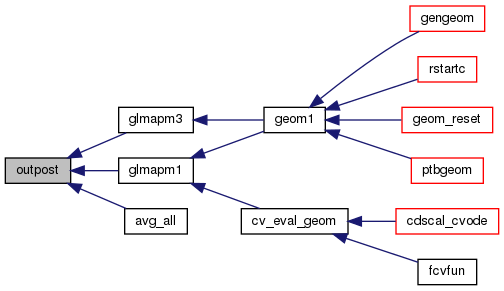 gengeom
rstartc
glmapm3
geom1
geom_reset
outpost
glmapm1
ptbgeom
avg_all
cv_eval_geom
cdscal_cvode
fcvfun